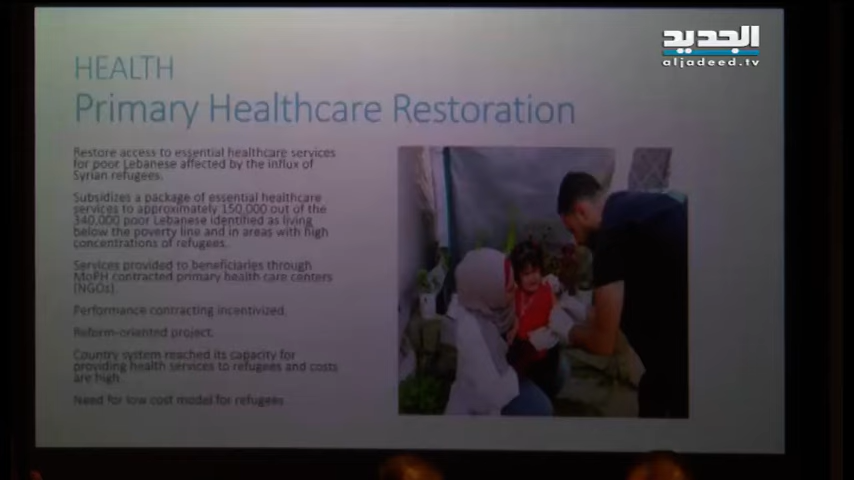 الجديد
aljadeed.tv
HEALTH
Primary Healthcare Restoration
Restore access to essential healthcare services
for poor Lebanese affected by the influx of
Syrian refugees.
Subsidizes a package of essential healthcare
services to approximately 150,000 out of the
340,000 poor Lebanese identified as living
below the poverty line and in areas with high
concentrations of refugees.
Services provided to beneficiaries through
MoPH contracted primary health care centers
(NGOs).
Performance contracting incentivized.
Reform-oriented project.
Country system reached its capacity for
providing health services to refugees and costs
are high.
Need for low cost model for refugees